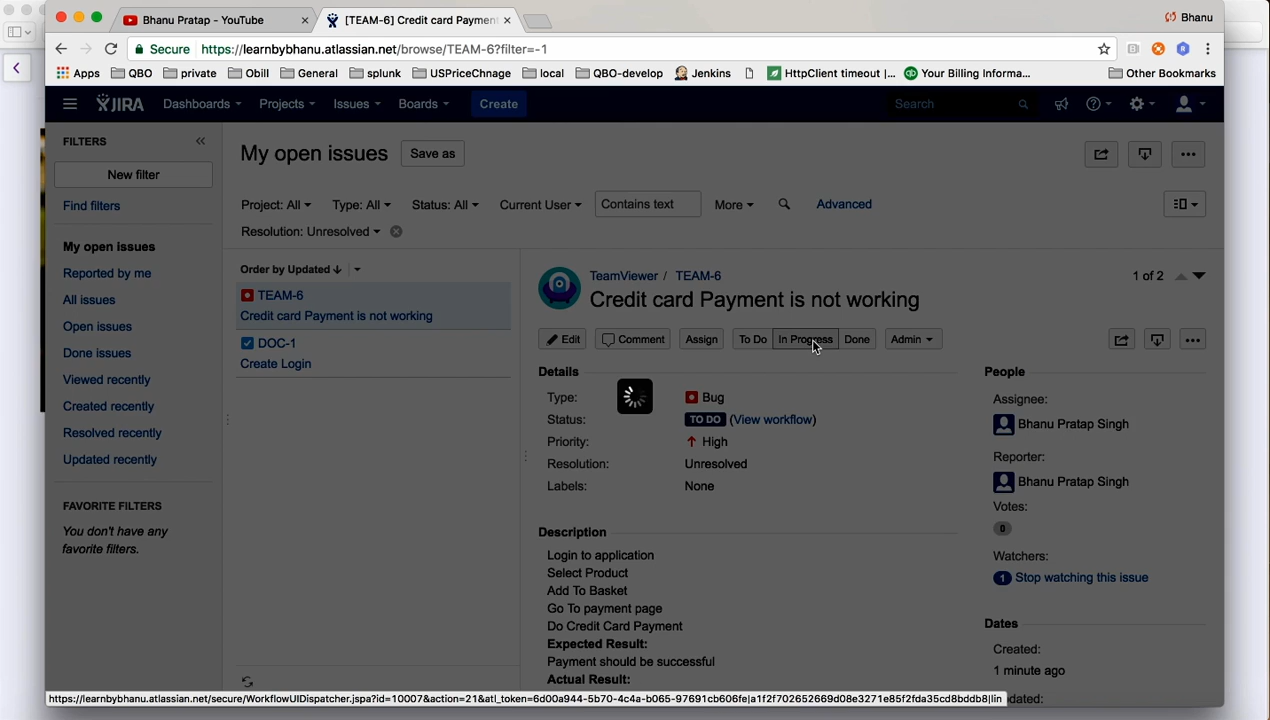 Bhanu Pratap - YouTube
[TEAM-6] Credit card Payment
Bhanu
Secure https://learnbybhanu.atlassian.net/browse/TEAM-6?filter=-1
Apps QBO private Obill General splunk USPriceChnage local QBO-develop Jenkins HttpClient timeout |... Your Billing Informa... Other Bookmarks
JIRA Dashboards Projects Issues Boards Create Search
FILTERS
New filter
Find filters
My open issues
Reported by me
All issues
Open issues
Done issues
Viewed recently
Created recently
Resolved recently
Updated recently
FAVORITE FILTERS
You don't have any
favorite filters.
My open issues Save as
Project: All Type: All Status: All Current User Contains text More Advanced
Resolution: Unresolved
Order by Updated
TEAM-6
Credit card Payment is not working
DOC-1
Create Login
TeamViewer / TEAM-6
1 of 2
Credit card Payment is not working
Edit Comment Assign To Do In Progress Done Admin
Details
Type: Bug
Status: TO DO (View workflow)
Priority: High
Resolution: Unresolved
Labels: None
Description
Login to application
Select Product
Add To Basket
Go To payment page
Do Credit Card Payment
Expected Result:
Payment should be successful
Actual Result:
People
Assignee:
Bhanu Pratap Singh
Reporter:
Bhanu Pratap Singh
Votes:
0
Watchers:
1 Stop watching this issue
Dates
Created:
1 minute ago
https://learnbybhanu.atlassian.net/secure/WorkflowUIDispatcher.jspa?id=10007&action=21&atl_token=6d00a944-5b70-4c4a-b065-97691cb606fe|a1f2f702652669d08e3271e85f2fda35cd8bddb8|lin